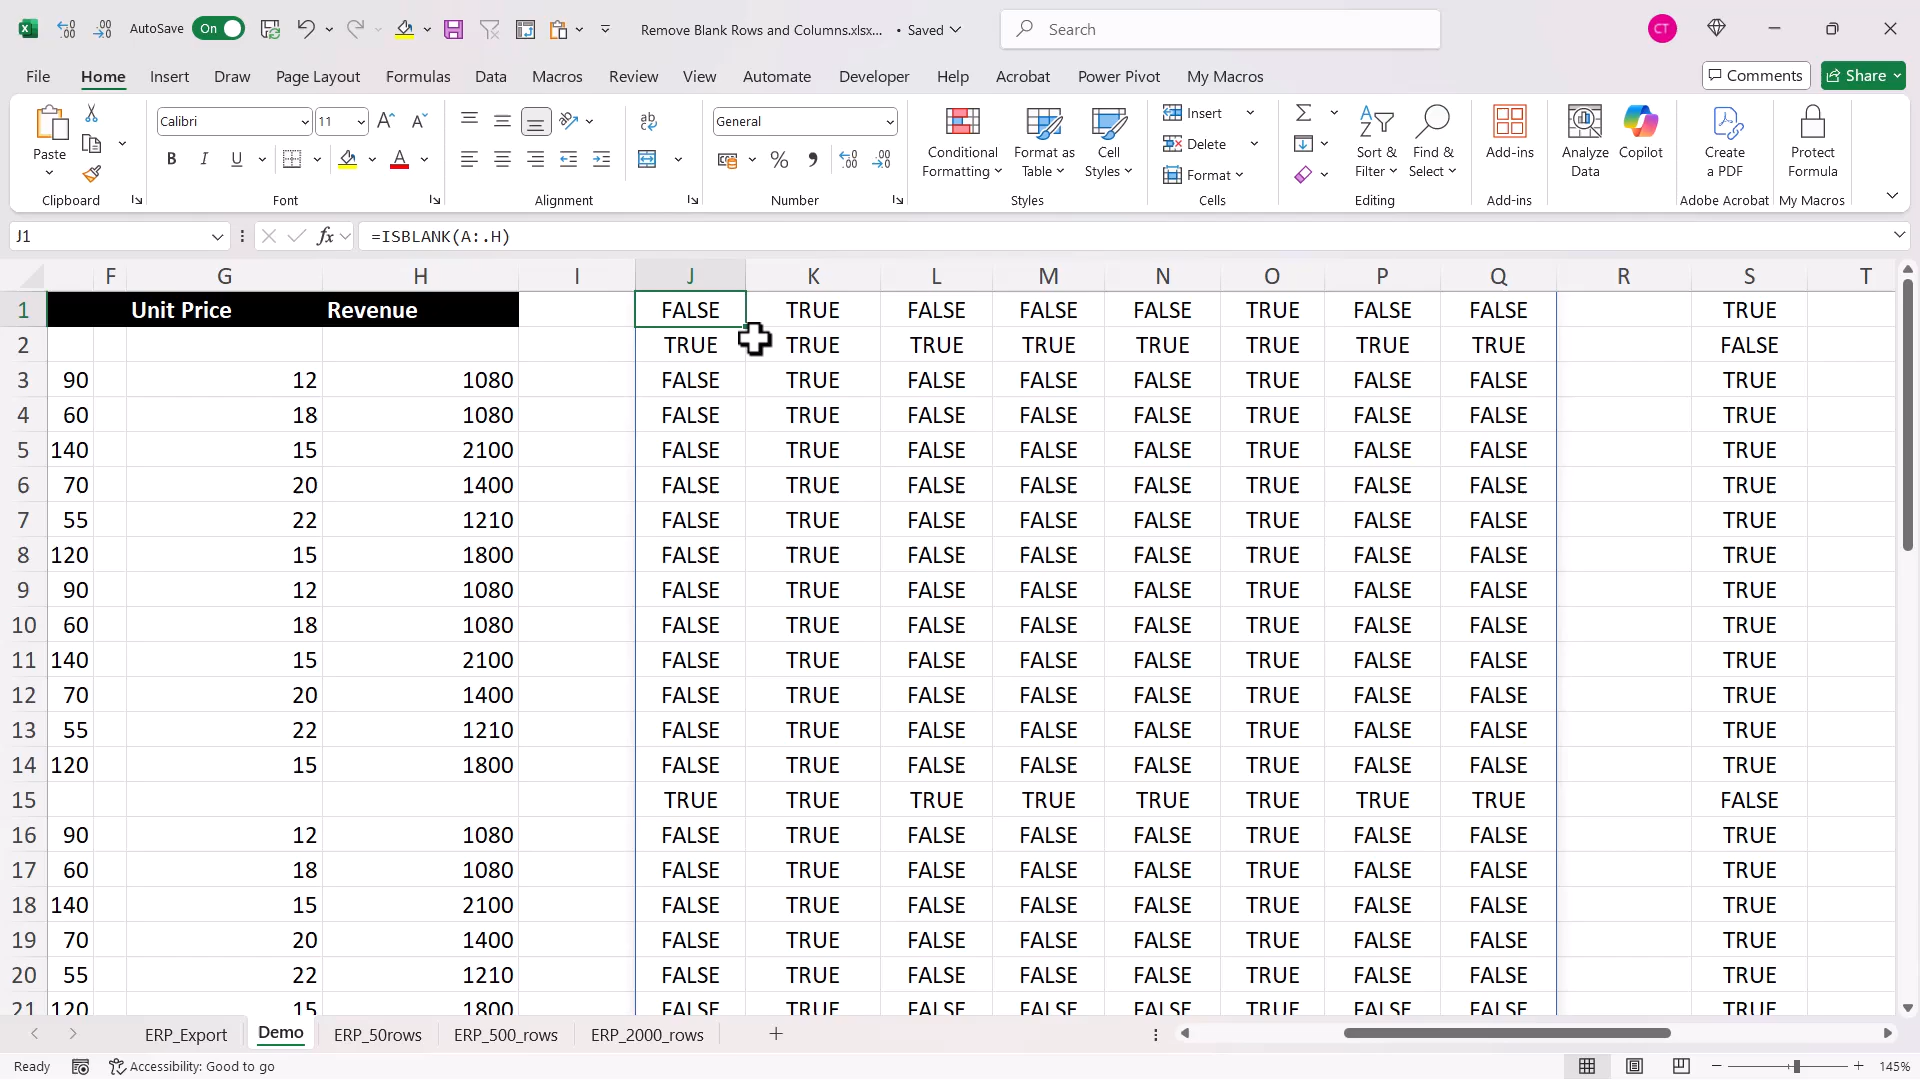 AutoSave On Remove Blank Rows and Columns.xlsx... • Saved Search CT
File Home Insert Draw Page Layout Formulas Data Macros Review View Automate Developer Help Acrobat Power Pivot My Macros Comments Share
Paste
Calibri 11
B I U A
General
% ,
Conditional Formatting
Format as Table
Cell Styles
Insert
Delete
Format
Sort & Filter
Find & Select
Add-ins
Analyze Data
Copilot
Create a PDF
Protect Formula
Clipboard Font Alignment Number Styles Cells Editing Add-ins Adobe Acrobat My Macros
J1 fx =ISBLANK(A:.H)
F G H I J K L M N O P Q R S T
1 Unit Price Revenue FALSE TRUE FALSE FALSE FALSE TRUE FALSE FALSE TRUE
2 TRUE TRUE TRUE TRUE TRUE TRUE TRUE TRUE FALSE
3 90 12 1080 FALSE TRUE FALSE FALSE FALSE TRUE FALSE FALSE TRUE
4 60 18 1080 FALSE TRUE FALSE FALSE FALSE TRUE FALSE FALSE TRUE
5 140 15 2100 FALSE TRUE FALSE FALSE FALSE TRUE FALSE FALSE TRUE
6 70 20 1400 FALSE TRUE FALSE FALSE FALSE TRUE FALSE FALSE TRUE
7 55 22 1210 FALSE TRUE FALSE FALSE FALSE TRUE FALSE FALSE TRUE
8 120 15 1800 FALSE TRUE FALSE FALSE FALSE TRUE FALSE FALSE TRUE
9 90 12 1080 FALSE TRUE FALSE FALSE FALSE TRUE FALSE FALSE TRUE
10 60 18 1080 FALSE TRUE FALSE FALSE FALSE TRUE FALSE FALSE TRUE
11 140 15 2100 FALSE TRUE FALSE FALSE FALSE TRUE FALSE FALSE TRUE
12 70 20 1400 FALSE TRUE FALSE FALSE FALSE TRUE FALSE FALSE TRUE
13 55 22 1210 FALSE TRUE FALSE FALSE FALSE TRUE FALSE FALSE TRUE
14 120 15 1800 FALSE TRUE FALSE FALSE FALSE TRUE FALSE FALSE TRUE
15 TRUE TRUE TRUE TRUE TRUE TRUE TRUE TRUE FALSE
16 90 12 1080 FALSE TRUE FALSE FALSE FALSE TRUE FALSE FALSE TRUE
17 60 18 1080 FALSE TRUE FALSE FALSE FALSE TRUE FALSE FALSE TRUE
18 140 15 2100 FALSE TRUE FALSE FALSE FALSE TRUE FALSE FALSE TRUE
19 70 20 1400 FALSE TRUE FALSE FALSE FALSE TRUE FALSE FALSE TRUE
20 55 22 1210 FALSE TRUE FALSE FALSE FALSE TRUE FALSE FALSE TRUE
21 120 15 1800 FALSE TRUE FALSE FALSE FALSE TRUE FALSE FALSE TRUE
ERP_Export Demo ERP_50rows ERP_500_rows ERP_2000_rows
Ready Accessibility: Good to go 145%